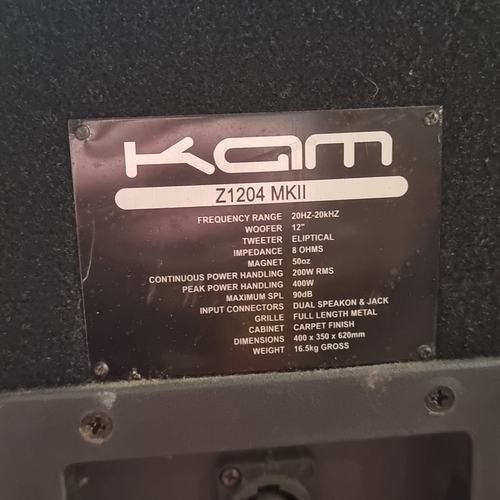 KAM
Z1204 MKII
FREQUENCY RANGE 20HZ-20kHZ
WOOFER 12"
TWEETER ELIPTICAL
IMPEDANCE 8 OHMS
MAGNET 50oz
CONTINUOUS POWER HANDLING 200W RMS
PEAK POWER HANDLING 400W
MAXIMUM SPL 90dB
INPUT CONNECTORS DUAL SPEAKON & JACK
GRILLE FULL LENGTH METAL
CABINET CARPET FINISH
DIMENSIONS 400 x 350 x 620mm
WEIGHT 16.5kg GROSS